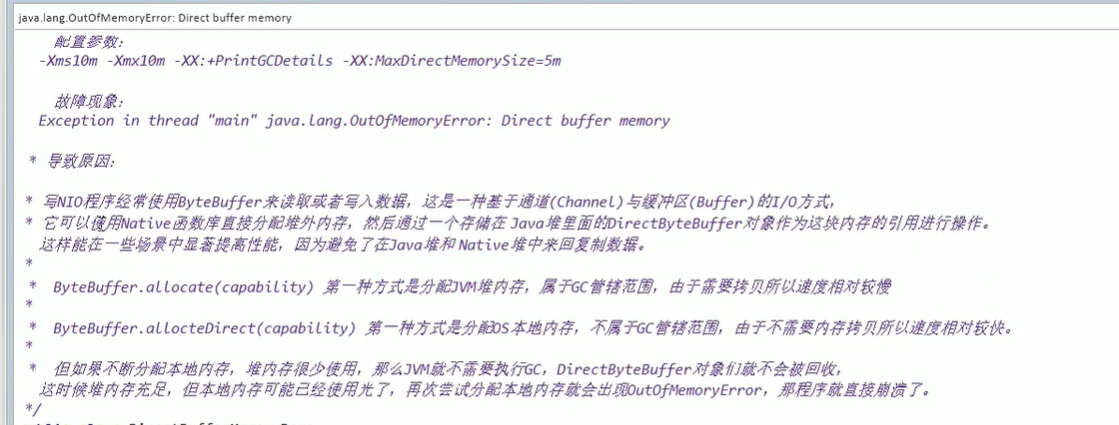 java.lang.OutOfMemoryError: Direct buffer memory
配置参数:
-Xms10m -Xmx10m -XX:+PrintGCDetails -XX:MaxDirectMemorySize=5m
故障现象:
Exception in thread "main" java.lang.OutOfMemoryError: Direct buffer memory
* 导致原因:
* 写NIO程序经常使用ByteBuffer来读取或者写入数据，这是一种基于通道(Channel)与缓冲区(Buffer)的I/O方式，
* 它可以使用Native函数库直接分配堆外内存，然后通过一个存储在Java堆里面的DirectByteBuffer对象作为这块内存的引用进行操作。
这样能在一些场景中显著提高性能，因为避免了在Java堆和Native堆中来回复制数据。
*
* ByteBuffer.allocate(capability) 第一种方式是分配JVM堆内存，属于GC管辖范围，由于需要拷贝所以速度相对较慢
*
* ByteBuffer.allocteDirect(capability) 第一种方式是分配OS本地内存，不属于GC管辖范围，由于不需要内存拷贝所以速度相对较快。
*
* 但如果不断分配本地内存，堆内存很少使用，那么JVM就不需要执行GC，DirectByteBuffer对象们就不会被回收，
这时候堆内存充足，但本地内存可能已经使用光了，再次尝试分配本地内存就会出现OutOfMemoryError，那程序就直接崩溃了。
*/